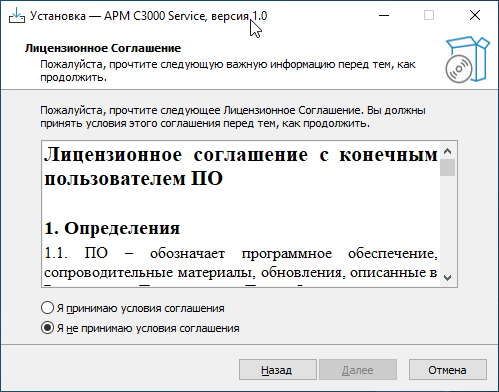 Установка — АРМ С3000 Service, версия 1.0
Лицензионное Соглашение
Пожалуйста, прочтите следующую важную информацию перед тем, как
продолжить.
Пожалуйста, прочтите следующее Лицензионное Соглашение. Вы должны
принять условия этого соглашения перед тем, как продолжить.
Лицензионное соглашение с конечным
пользователем ПО
1. Определения
1.1. ПО – обозначает программное обеспечение,
сопроводительные материалы, обновления, описанные в
Я принимаю условия соглашения
Я не принимаю условия соглашения
Назад
Далее
Отмена